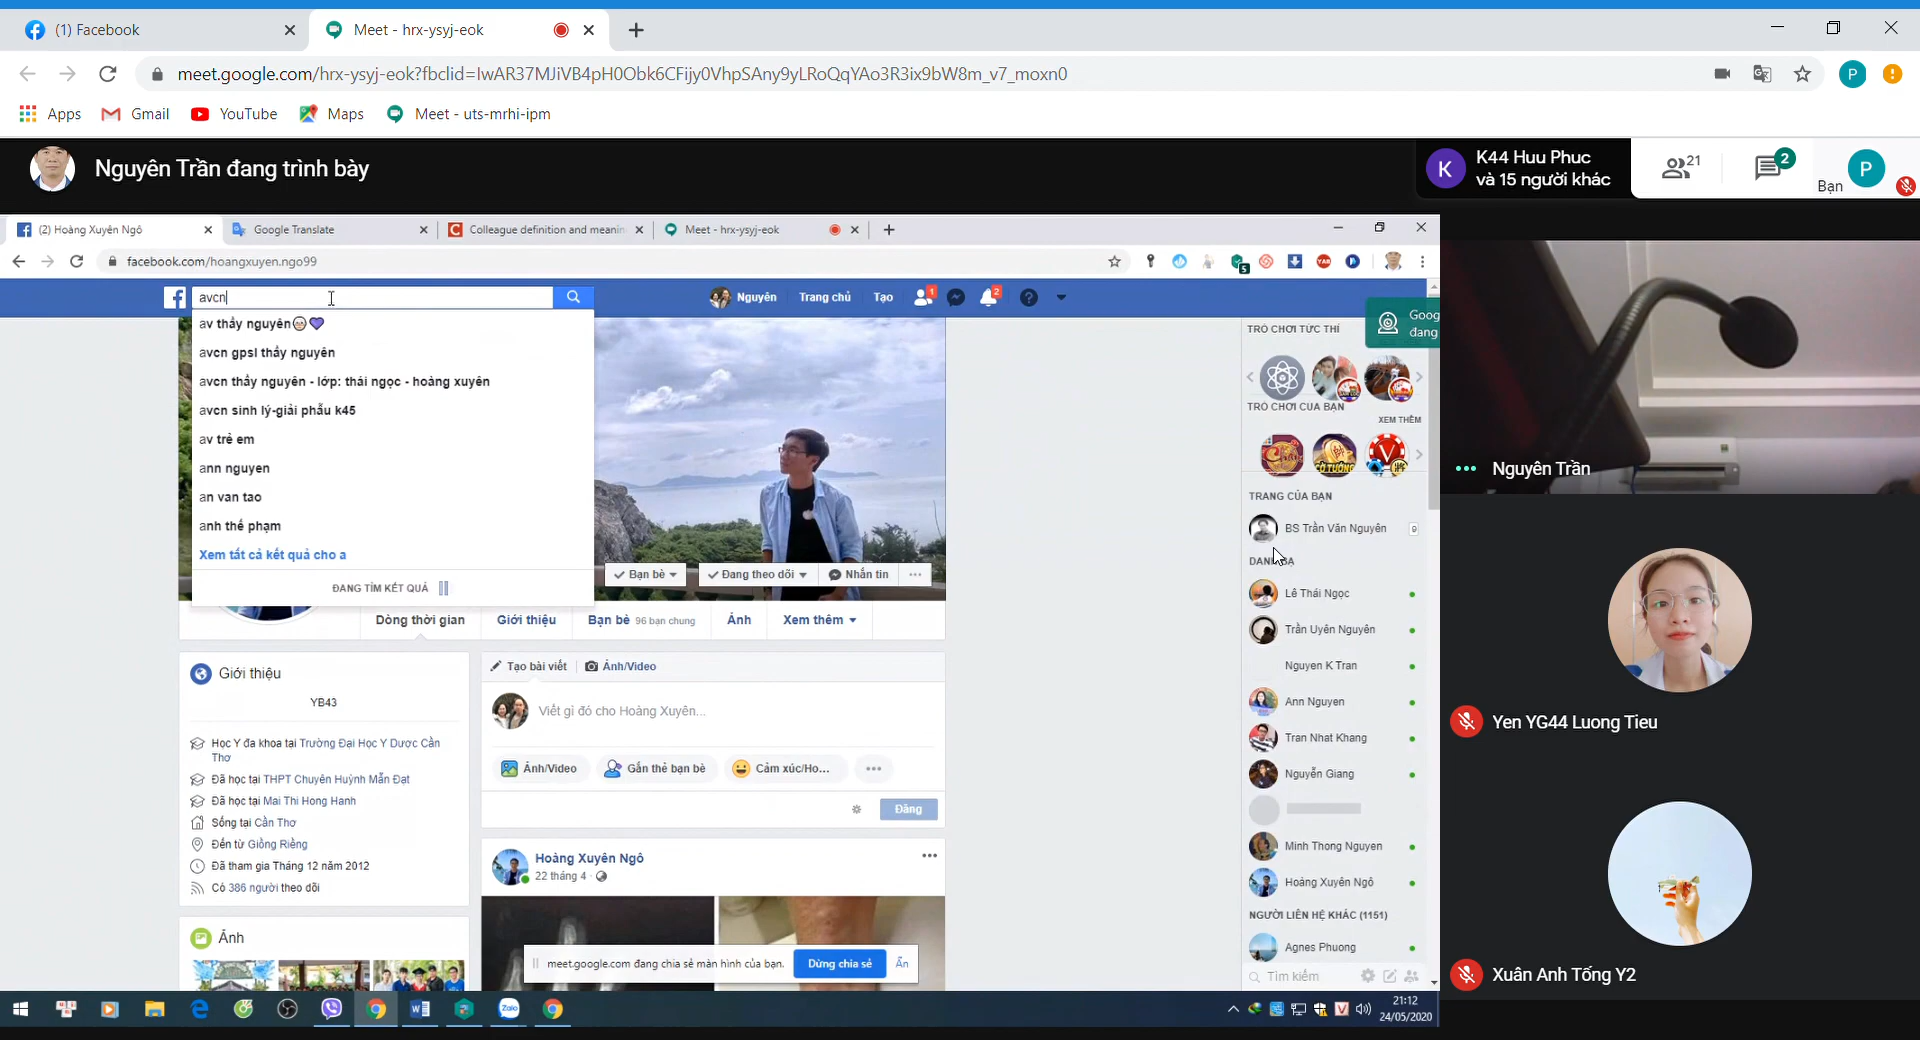 (1) Facebook
Meet - hrx-ysyj-eok
meet.google.com/hrx-ysyj-eok?fbclid=IwAR37MJiVB4pH0Obk6CFijy0VhpSAny9yLRoQqYAo3R3ix9bW8m_v7_moxn0
P
Apps
Gmail
YouTube
Maps
Meet - uts-mrhi-ipm
Nguyên Trần đang trình bày
K
K44 Huu Phuc
và 15 người khác
21
2
Bạn
P
(2) Hoàng Xuyên Ngô
Google Translate
Colleague definition and meanin
Meet - hrx-ysyj-eok
facebook.com/hoangxuyen.ngo99
avcn
Nguyên
Trang chủ
Tạo
1
2
av thầy nguyên
avcn gpsl thầy nguyên
avcn thầy nguyên - lớp: thái ngọc - hoàng xuyên
avcn sinh lý-giải phẫu k45
av trẻ em
ann nguyen
an van tao
anh thế phạm
Xem tất cả kết quả cho a
ĐANG TÌM KẾT QUẢ
Bạn bè
Đang theo dõi
Nhắn tin
Dòng thời gian
Giới thiệu
Bạn bè 96 bạn chung
Ảnh
Xem thêm
Giới thiệu
YB43
Học Y đa khoa tại Trường Đại Học Y Dược Cần
Thơ
Đã học tại THPT Chuyên Huỳnh Mẫn Đạt
Đã học tại Mai Thi Hong Hanh
Sống tại Cần Thơ
Đến từ Giồng Riềng
Đã tham gia Tháng 12 năm 2012
Có 386 người theo dõi
Ảnh
Tạo bài viết
Ảnh/Video
Viết gì đó cho Hoàng Xuyên...
Ảnh/Video
Gắn thẻ bạn bè
Cảm xúc/Ho...
Đăng
Hoàng Xuyên Ngô
22 tháng 4
meet.google.com đang chia sẻ màn hình của bạn.
Dừng chia sẻ
Ẩn
TRÒ CHƠI TỨC THÌ
Goog
đang
TRÒ CHƠI CỦA BẠN
XEM THÊM
TRANG CỦA BẠN
BS Trần Văn Nguyên
9
Lê Thái Ngọc
Trần Uyên Nguyên
Nguyen K Tran
Ann Nguyen
Tran Nhat Khang
Nguyễn Giang
Minh Thong Nguyen
Hoàng Xuyên Ngô
NGƯỜI LIÊN HỆ KHÁC (1151)
Agnes Phuong
Tìm kiếm
21:12
24/05/2020
Nguyên Trần
Yen YG44 Luong Tieu
Xuân Anh Tống Y2